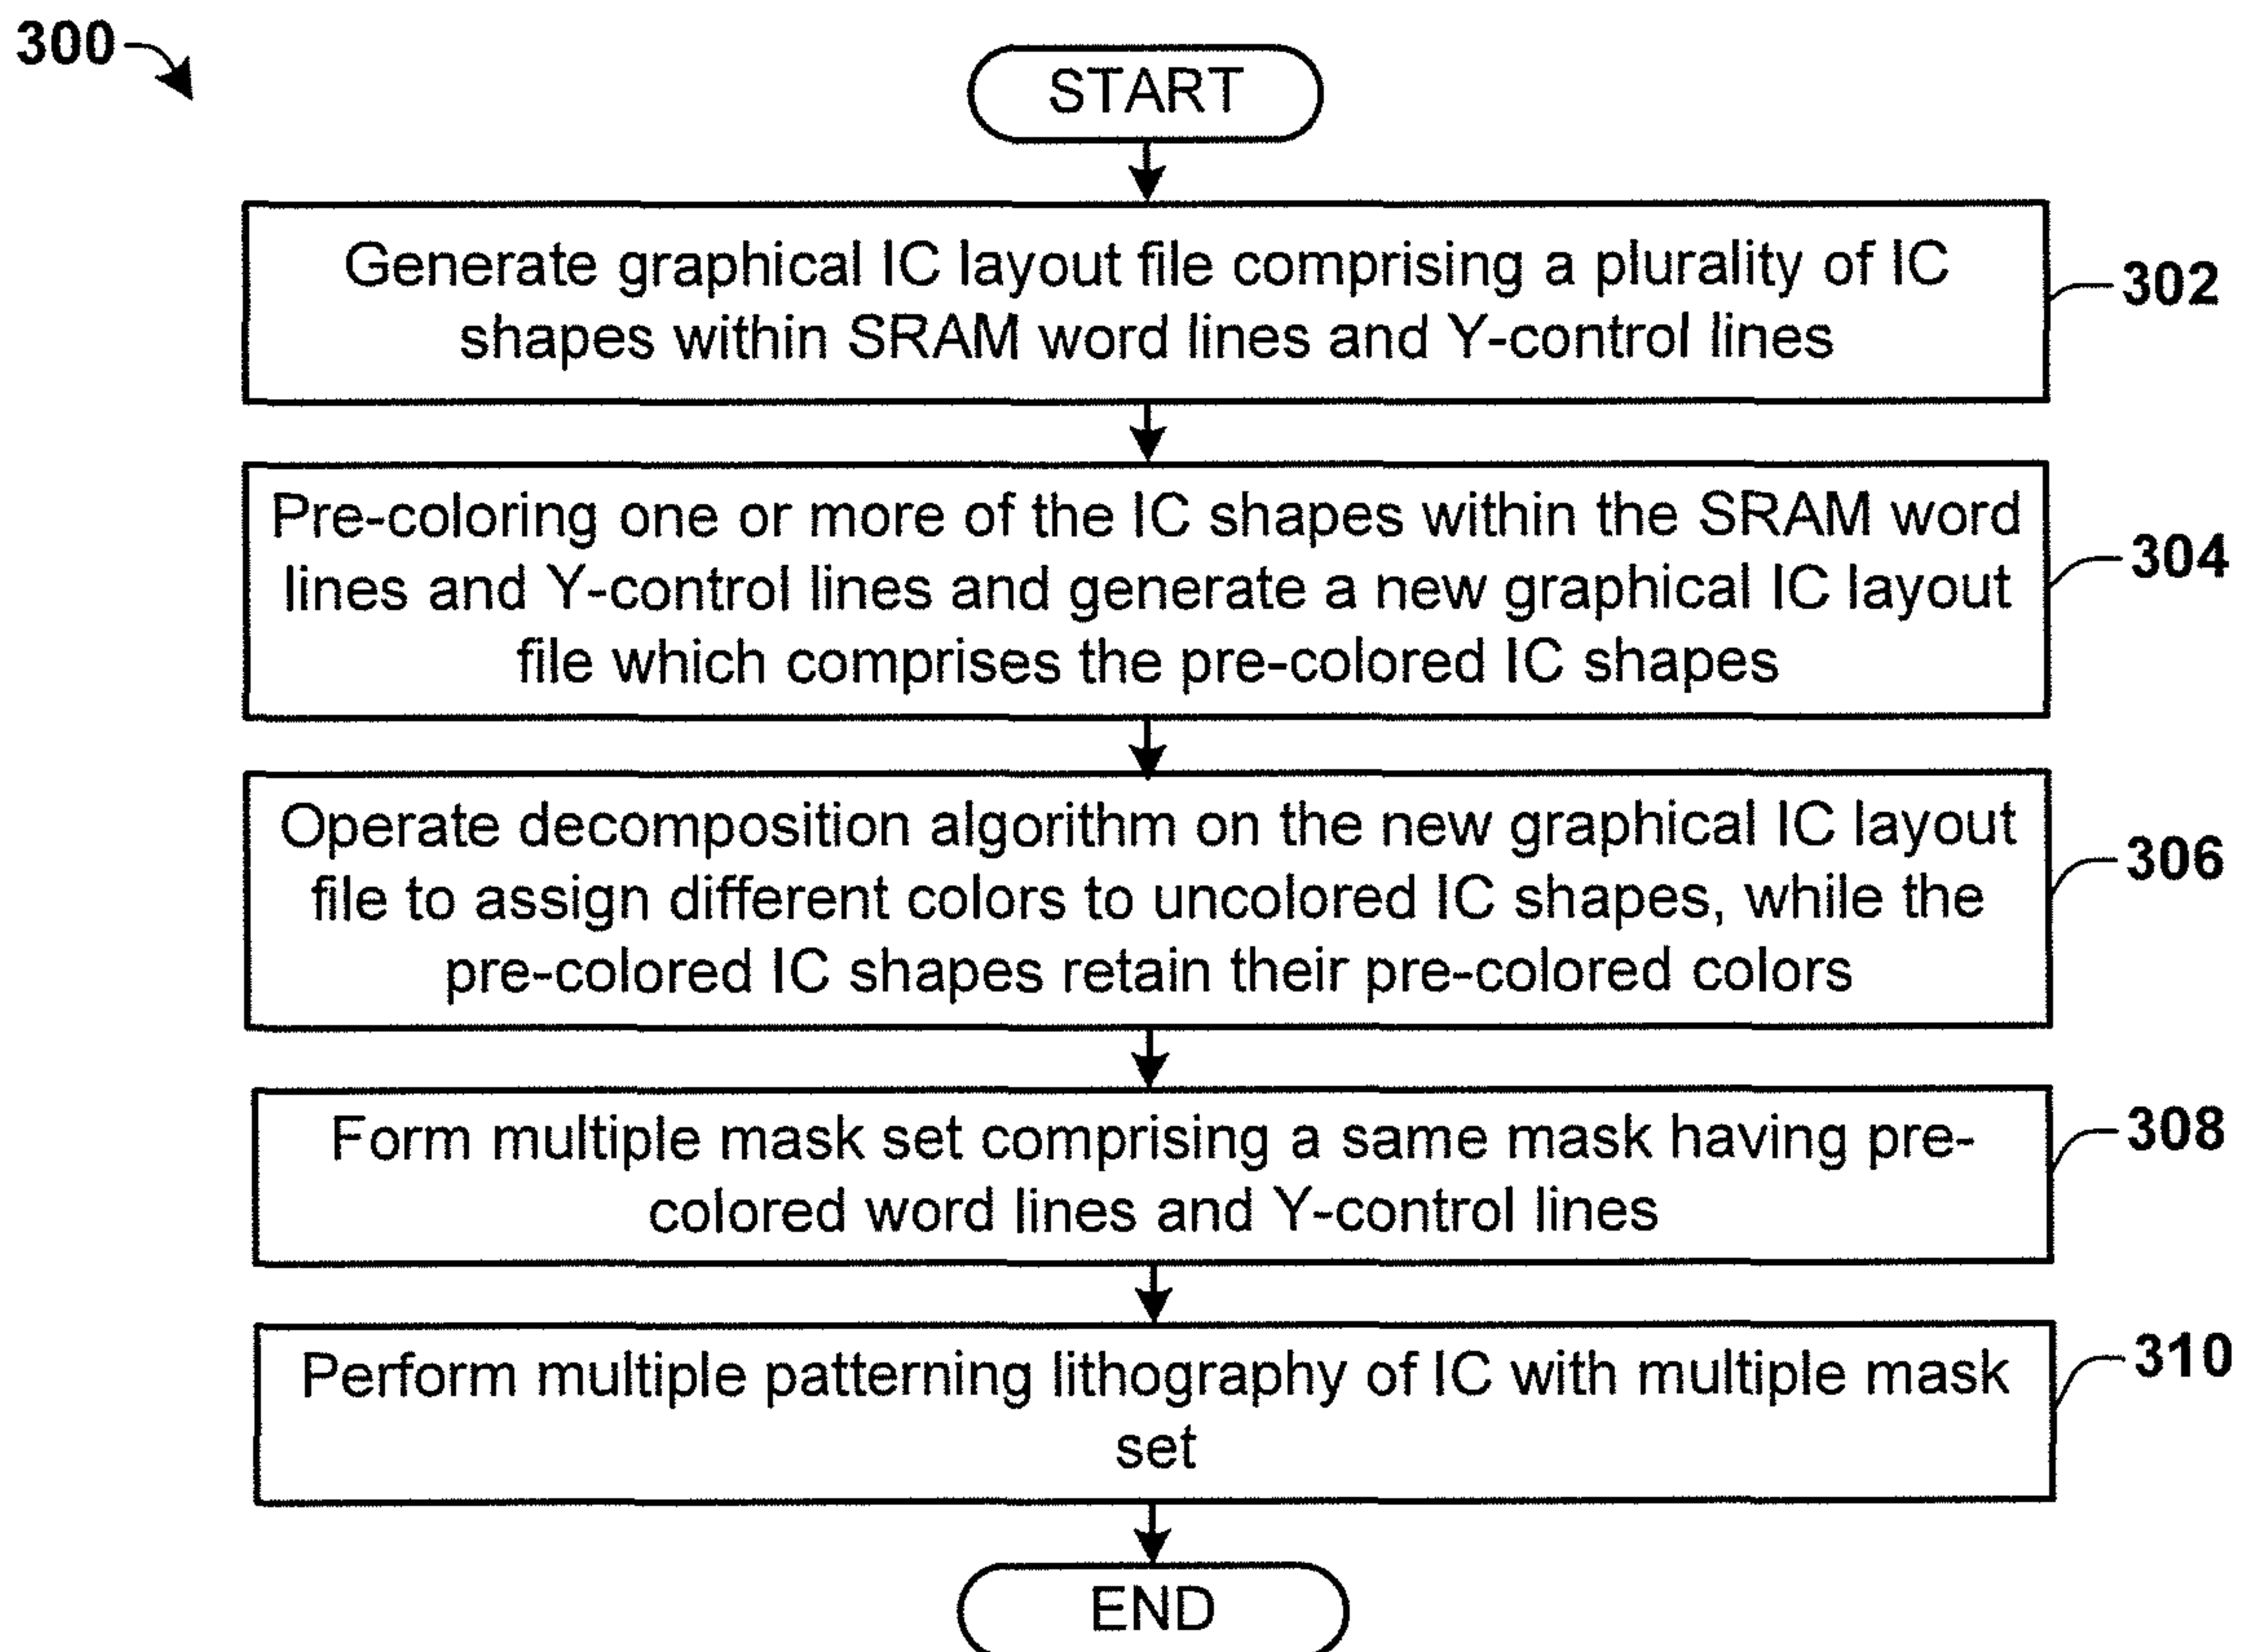 300
START
Generate graphical IC layout file comprising a plurality of IC
shapes within SRAM word lines and Y-control lines
302
Pre-coloring one or more of the IC shapes within the SRAM word
lines and Y-control lines and generate a new graphical IC layout
file which comprises the pre-colored IC shapes
304
Operate decomposition algorithm on the new graphical IC layout
file to assign different colors to uncolored IC shapes, while the
pre-colored IC shapes retain their pre-colored colors
306
Form multiple mask set comprising a same mask having pre-
colored word lines and Y-control lines
308
Perform multiple patterning lithography of IC with multiple mask
set
310
END